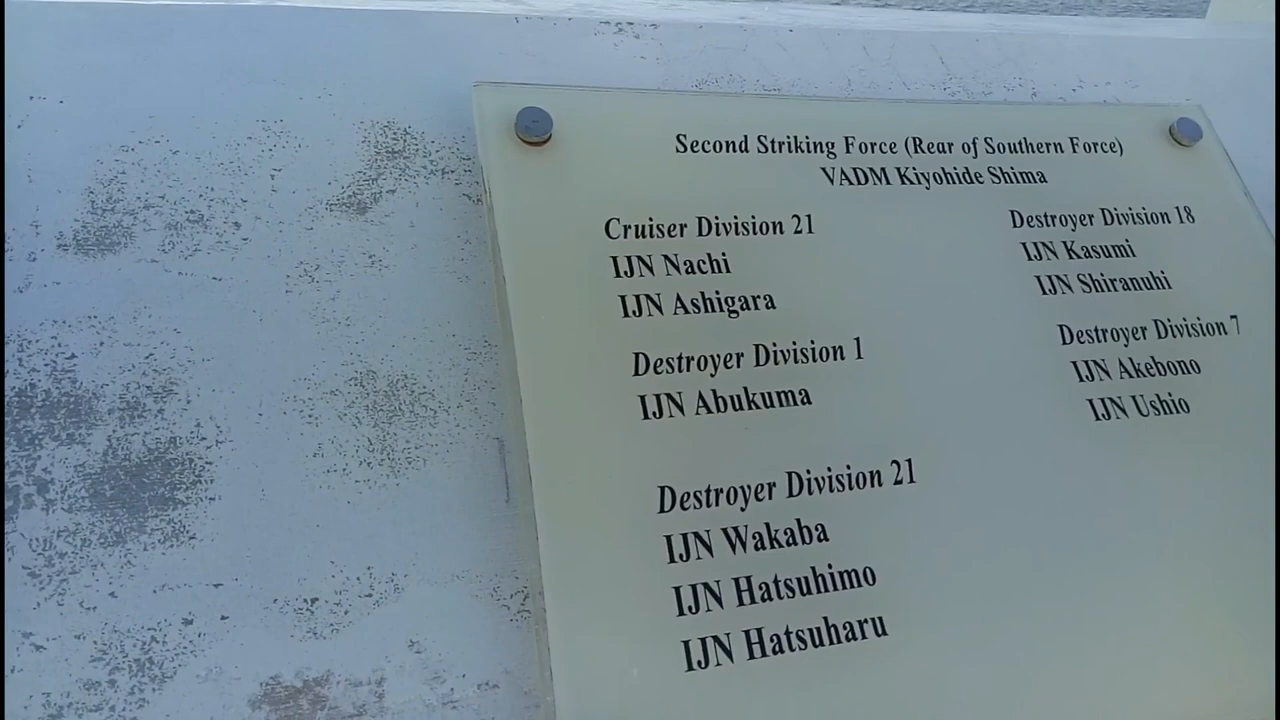 Second Striking Force (Rear of Southern Force)
VADM Kiyohide Shima
Cruiser Division 21
IJN Nachi
IJN Ashigara
Destroyer Division 1
IJN Abukuma
Destroyer Division 21
IJN Wakaba
IJN Hatsuhimo
IJN Hatsuharu
Destroyer Division 18
IJN Kasumi
IJN Shiranuhi
Destroyer Division 7
IJN Akebono
IJN Ushio